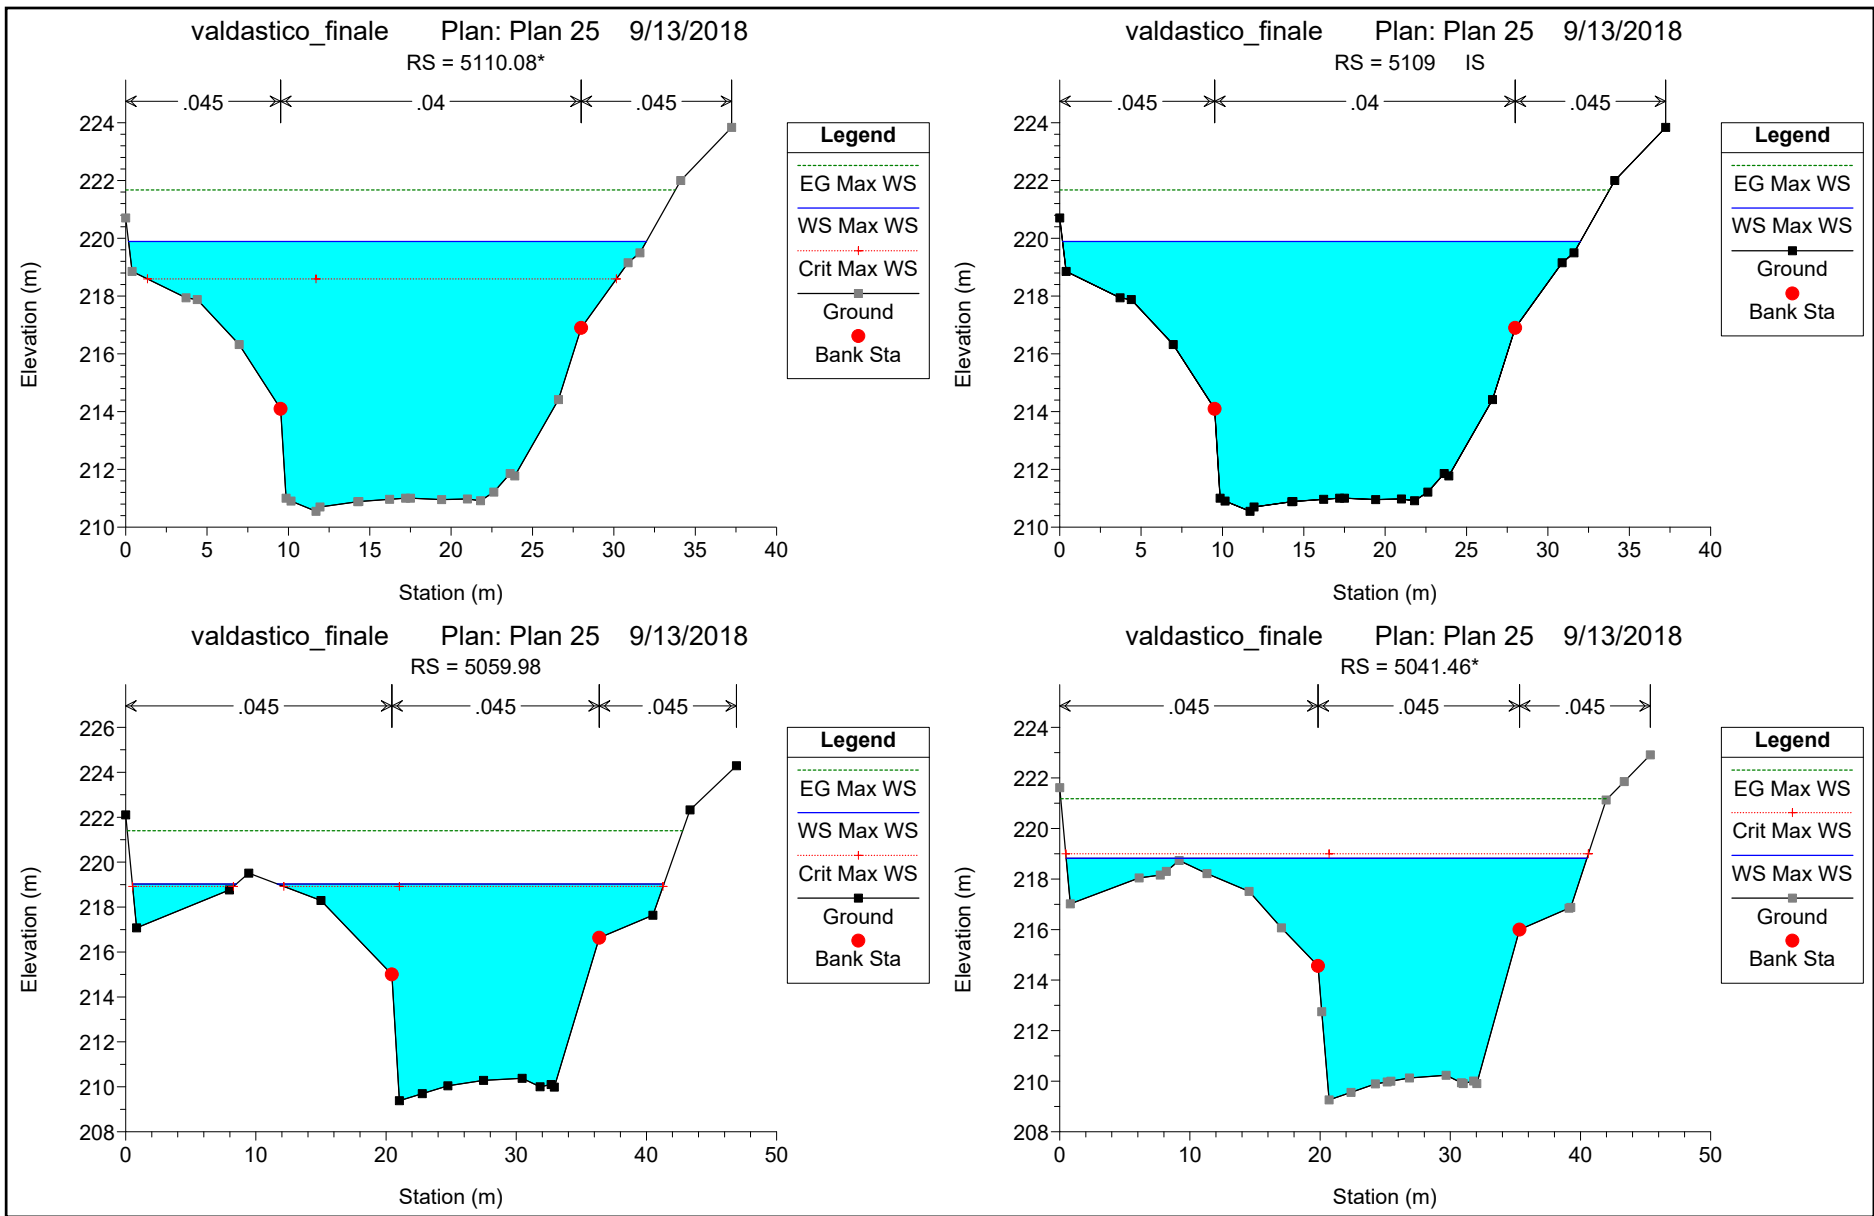 valdastico_finale Plan: Plan 25 9/13/2018
RS = 5110.08*
.045 .04 .045
224
222
220
218
216
214
212
210
Elevation (m)
0 5 10 15 20 25 30 35 40
Station (m)
Legend
EG Max WS
WS Max WS
Crit Max WS
Ground
Bank Sta
valdastico_finale Plan: Plan 25 9/13/2018
RS = 5109 IS
.045 .04 .045
224
222
220
218
216
214
212
210
Elevation (m)
0 5 10 15 20 25 30 35 40
Station (m)
Legend
EG Max WS
WS Max WS
Ground
Bank Sta
valdastico_finale Plan: Plan 25 9/13/2018
RS = 5059.98
.045 .045 .045
226
224
222
220
218
216
214
212
210
208
Elevation (m)
0 10 20 30 40 50
Station (m)
Legend
EG Max WS
WS Max WS
Crit Max WS
Ground
Bank Sta
valdastico_finale Plan: Plan 25 9/13/2018
RS = 5041.46*
.045 .045 .045
224
222
220
218
216
214
212
210
208
Elevation (m)
0 10 20 30 40 50
Station (m)
Legend
EG Max WS
Crit Max WS
WS Max WS
Ground
Bank Sta